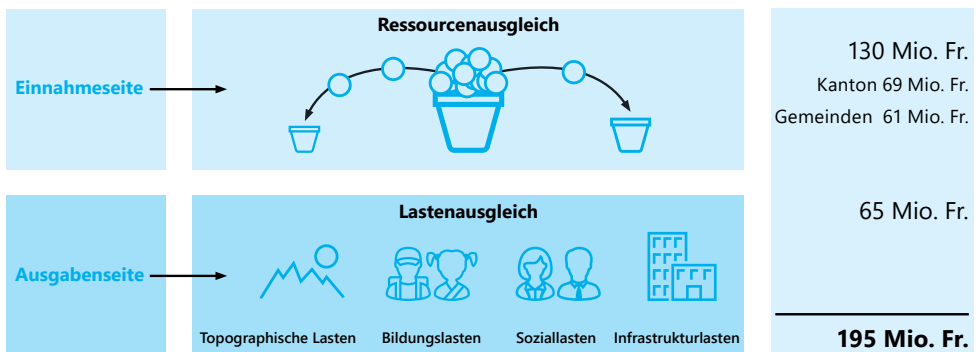 Ressourcenausgleich
Einnahmeseite
130 Mio. Fr.
Kanton 69 Mio. Fr.
Gemeinden 61 Mio. Fr.
Lastenausgleich
65 Mio. Fr.
Ausgabenseite
Topographische Lasten
Bildungslasten
Soziallasten
Infrastrukturlasten
195 Mio. Fr.